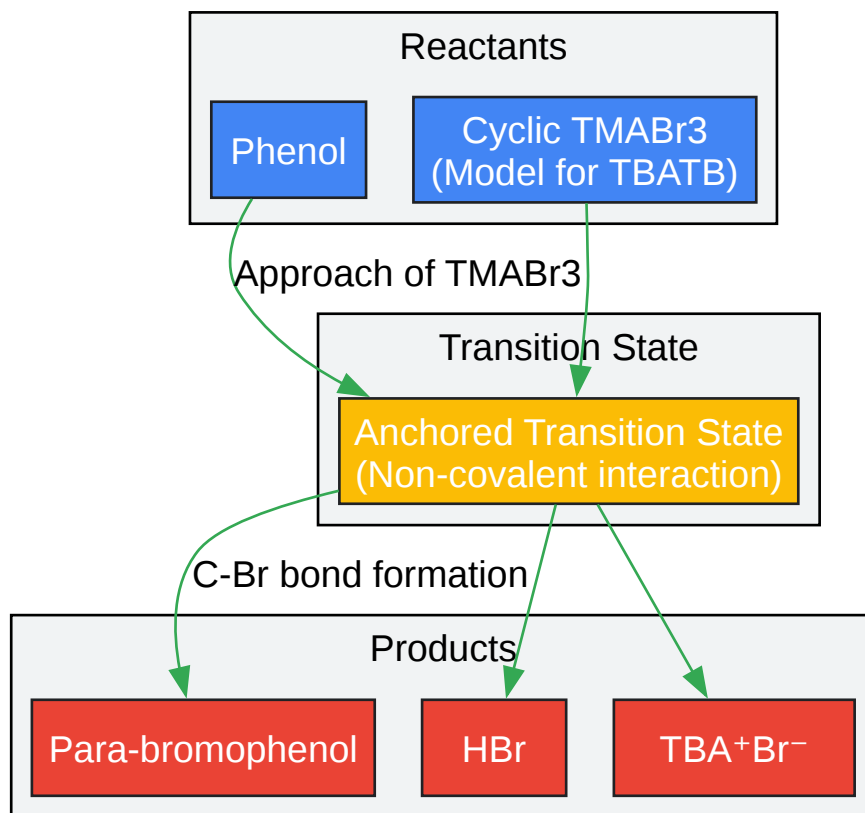 Reactants
Phenol
Cyclic TMABr3
(Model for TBATB)
Approach of TMABr3
Transition State
Anchored Transition State
(Non-covalent interaction)
C-Br bond formation
Products
Para-bromophenol
HBr
TBA⁺Br⁻